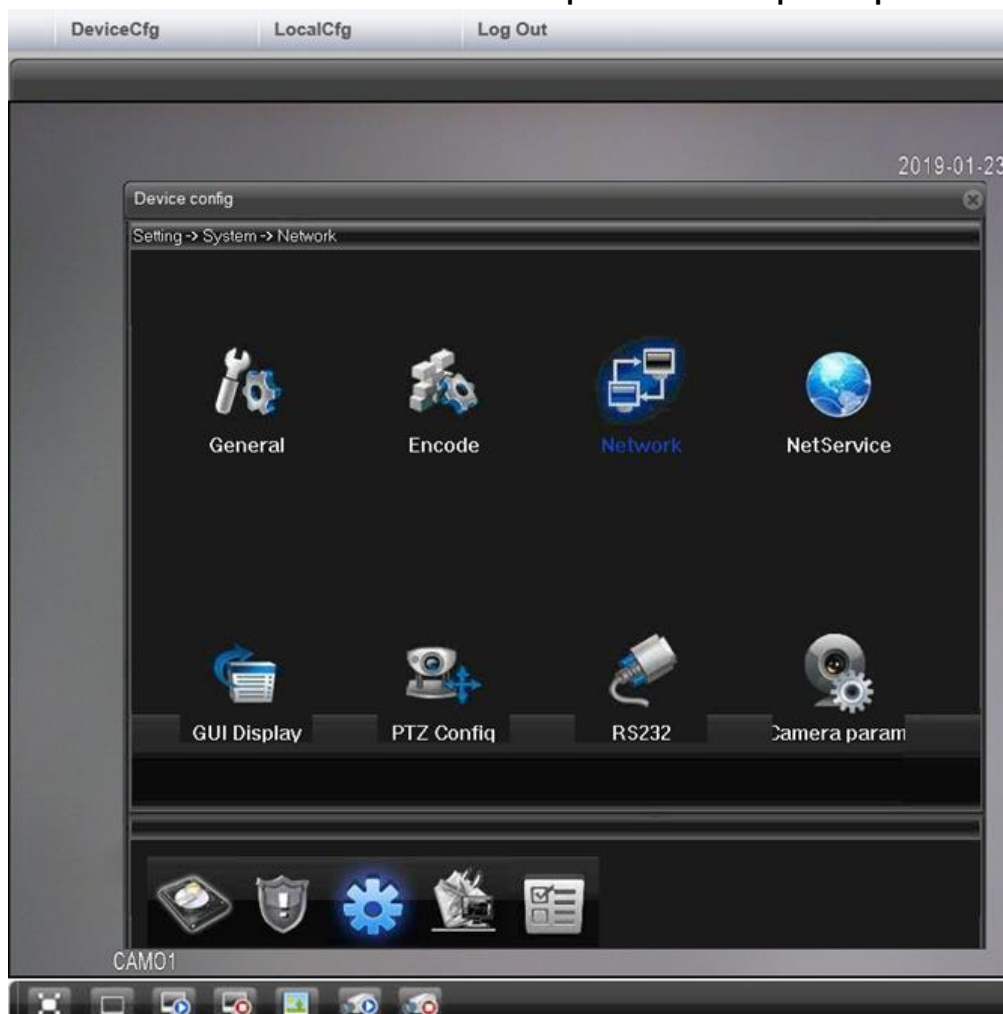 DeviceCfg LocalCfg Log Out
2019-01-23
Device config
Setting -> System -> Network
General Encode Network NetService
GUI Display PTZ Config RS232 Camera param
CAM01